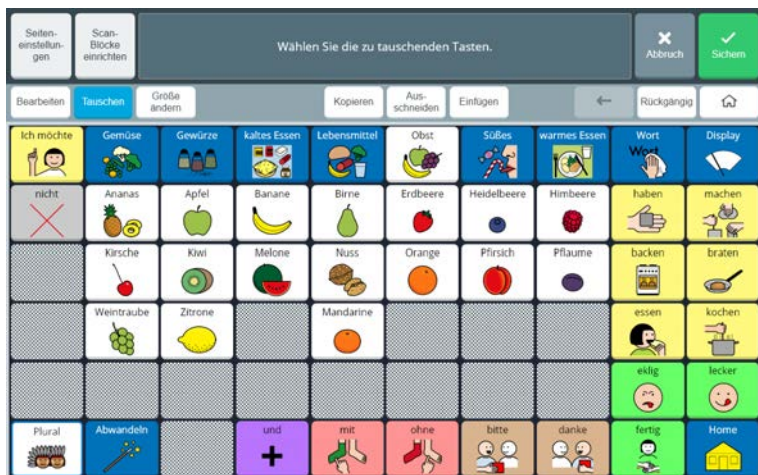 Seiten-
einstellun-
gen
Scan-
Blöcke
einrichten
Wählen Sie die zu tauschenden Tasten.
Abbruch
Sichern
Bearbeiten
Tauschen
Größe
ändern
Kopieren
Aus-
schneiden
Einfügen
Rückgängig
Ich möchte
Gemüse
Gewürze
kaltes Essen
Lebensmittel
Obst
Süßes
warmes Essen
Wort
Wort
Display
nicht
Ananas
Apfel
Banane
Birne
Erdbeere
Heidelbeere
Himbeere
haben
machen
Kirsche
Kiwi
Melone
Nuss
Orange
Pfirsich
Pflaume
backen
braten
Weintraube
Zitrone
Mandarine
essen
kochen
eklig
lecker
Plural
Abwandeln
und
mit
ohne
bitte
danke
fertig
Home